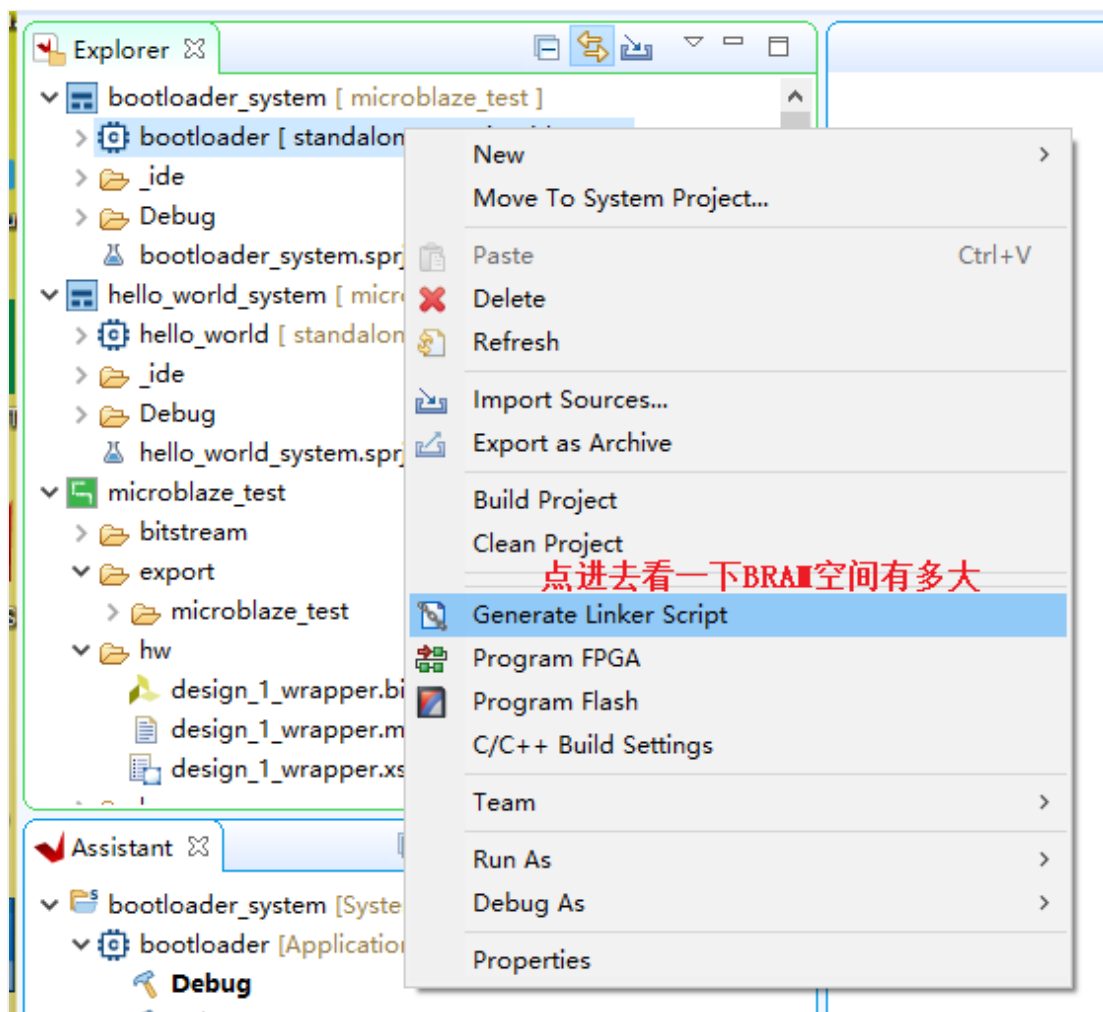 Explorer
bootloader_system [ microblaze_test ]
bootloader [ standalon
_ide
Debug
bootloader_system.sprj
hello_world_system [ micro
hello_world [ standalon
_ide
Debug
hello_world_system.sprj
microblaze_test
bitstream
export
microblaze_test
hw
design_1_wrapper.bi
design_1_wrapper.m
design_1_wrapper.xs
New
Move To System Project...
Paste Ctrl+V
Delete
Refresh
Import Sources...
Export as Archive
Build Project
Clean Project
点进去看一下BRAM空间有多大
Generate Linker Script
Program FPGA
Program Flash
C/C++ Build Settings
Team
Run As
Debug As
Properties
Assistant
bootloader_system [Syste
bootloader [Applicatio
Debug